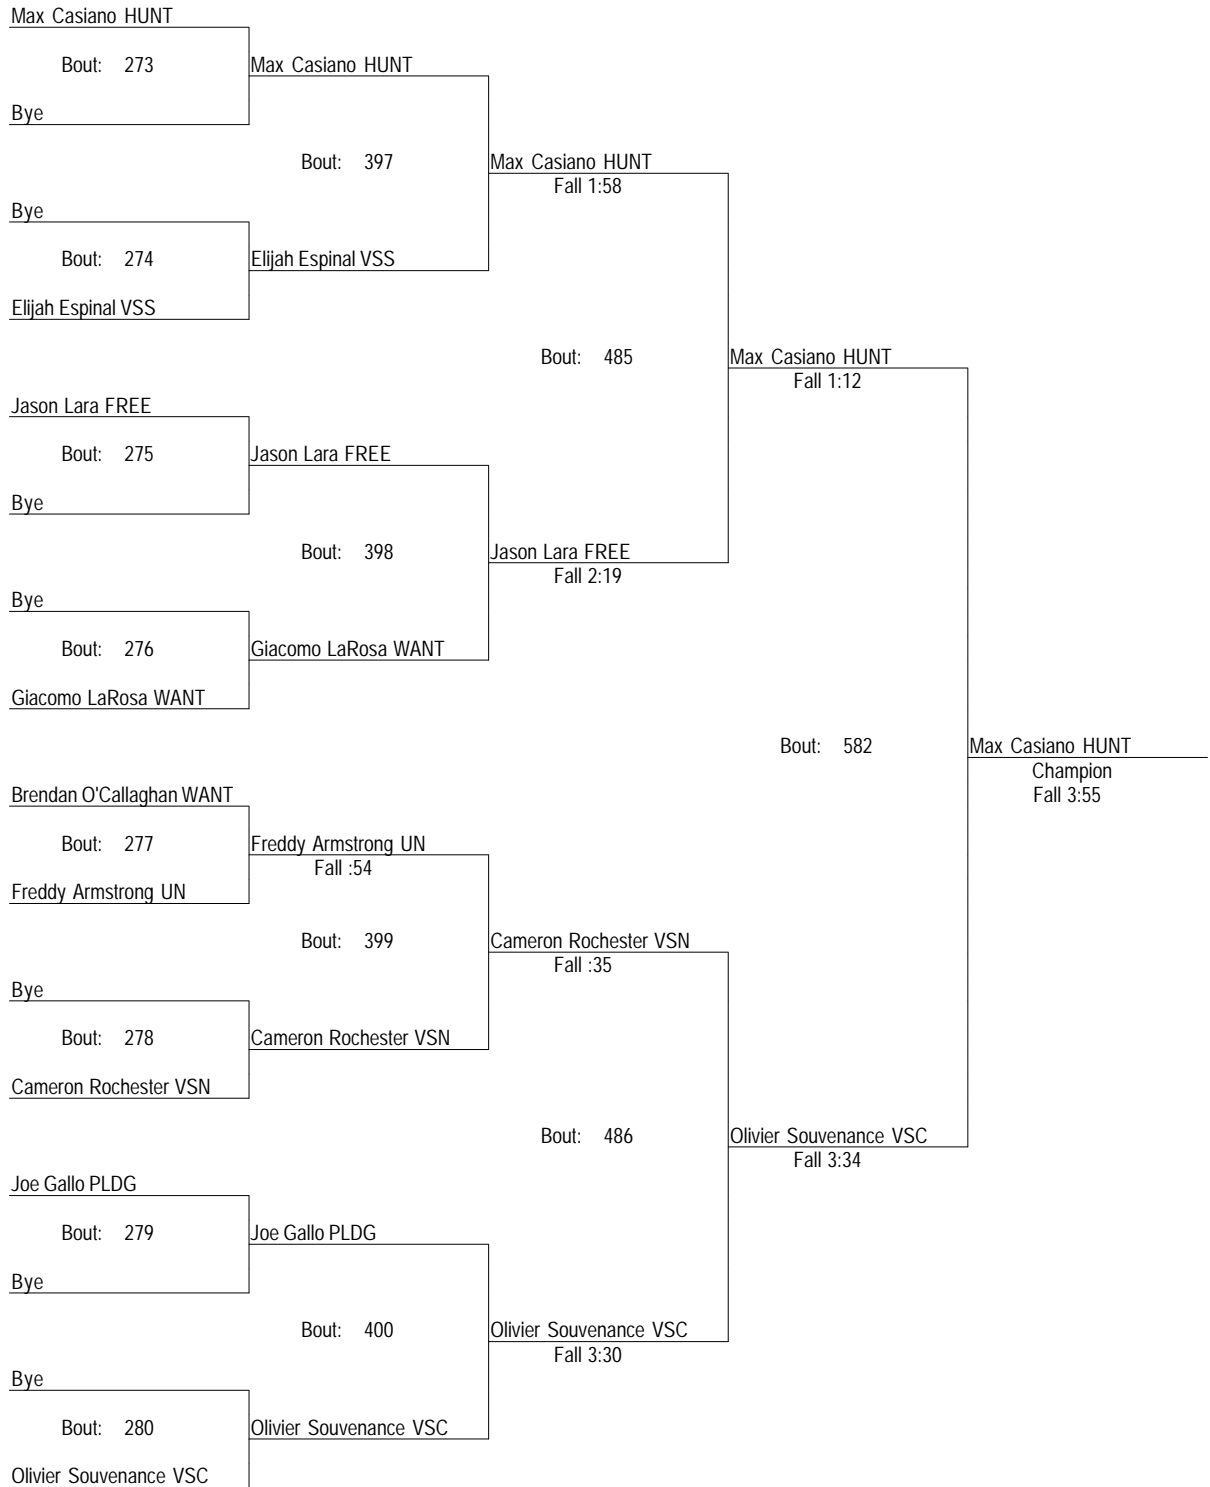 Max Casiano HUNT
Bout: 273
Max Casiano HUNT
Bye
Bout: 397
Max Casiano HUNT
Fall 1:58
Bye
Bout: 274
Elijah Espinal VSS
Elijah Espinal VSS
Bout: 485
Max Casiano HUNT
Fall 1:12
Jason Lara FREE
Bout: 275
Jason Lara FREE
Bye
Bout: 398
Jason Lara FREE
Fall 2:19
Bye
Bout: 276
Giacomo LaRosa WANT
Giacomo LaRosa WANT
Bout: 582
Max Casiano HUNT
Champion
Fall 3:55
Brendan O'Callaghan WANT
Bout: 277
Freddy Armstrong UN
Fall :54
Freddy Armstrong UN
Bout: 399
Cameron Rochester VSN
Fall :35
Bye
Bout: 278
Cameron Rochester VSN
Cameron Rochester VSN
Bout: 486
Olivier Souvenance VSC
Fall 3:34
Joe Gallo PLDG
Bout: 279
Joe Gallo PLDG
Bye
Bout: 400
Olivier Souvenance VSC
Fall 3:30
Bye
Bout: 280
Olivier Souvenance VSC
Olivier Souvenance VSC